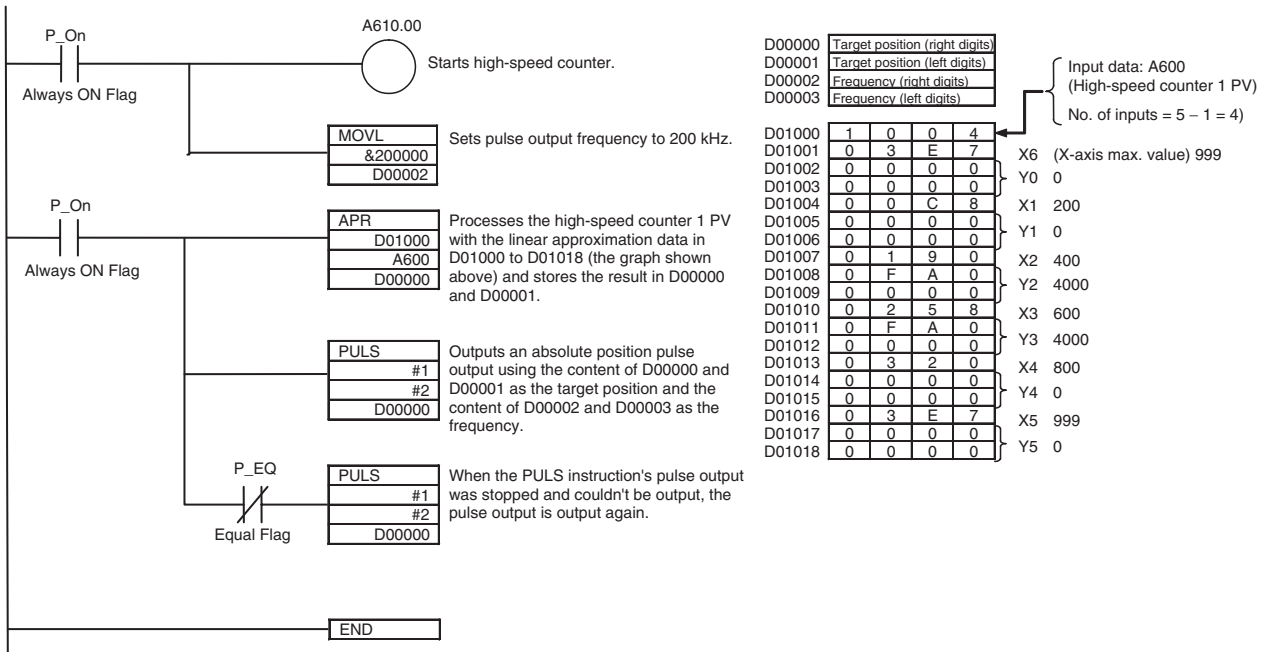 P_On
Always ON Flag
A610.00
Starts high-speed counter.
MOVL
&200000
D00002
Sets pulse output frequency to 200 kHz.
P_On
Always ON Flag
APR
D01000
A600
D00000
Processes the high-speed counter 1 PV
with the linear approximation data in
D01000 to D01018 (the graph shown
above) and stores the result in D00000
and D00001.
PULS
#1
#2
D00000
Outputs an absolute position pulse
output using the content of D00000 and
D00001 as the target position and the
content of D00002 and D00003 as the
frequency.
P_EQ
Equal Flag
PULS
#1
#2
D00000
When the PULS instruction's pulse output
was stopped and couldn't be output, the
pulse output is output again.
END
D00000 Target position (right digits)
D00001 Target position (left digits)
D00002 Frequency (right digits)
D00003 Frequency (left digits)
Input data: A600
(High-speed counter 1 PV)
No. of inputs = 5 − 1 = 4)
D01000 1 0 0 4
D01001 0 3 E 7 X6 (X-axis max. value) 999
D01002 0 0 0 0
D01003 0 0 0 0
Y0 0
D01004 0 0 C 8 X1 200
D01005 0 0 0 0
D01006 0 0 0 0
Y1 0
D01007 0 1 9 0 X2 400
D01008 0 F A 0
D01009 0 0 0 0
Y2 4000
D01010 0 2 5 8 X3 600
D01011 0 F A 0
D01012 0 0 0 0
Y3 4000
D01013 0 3 2 0 X4 800
D01014 0 0 0 0
D01015 0 0 0 0
Y4 0
D01016 0 3 E 7 X5 999
D01017 0 0 0 0
D01018 0 0 0 0
Y5 0